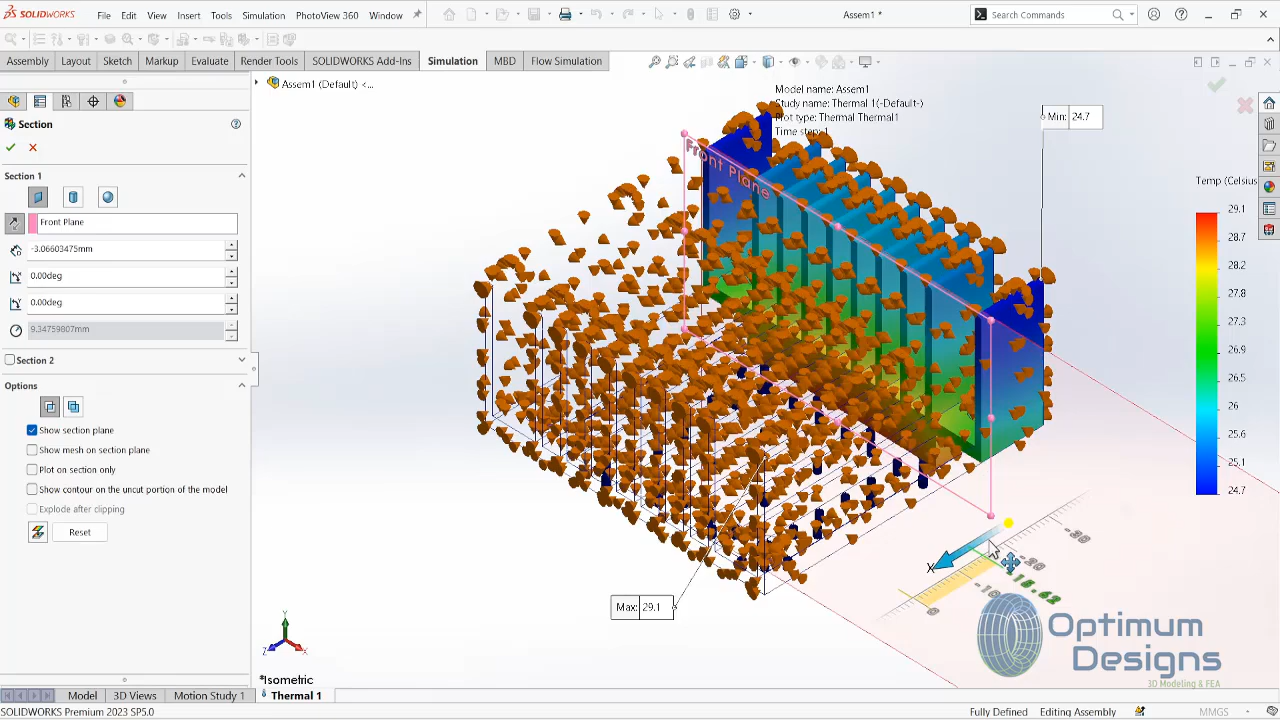 SOLIDWORKS
File
Edit
View
Insert
Tools
Simulation
PhotoView 360
Window
Assem1 *
Search Commands
Assembly
Layout
Sketch
Markup
Evaluate
Render Tools
SOLIDWORKS Add-Ins
Simulation
MBD
Flow Simulation
Assem1 (Default) <...
Model name: Assem1
Study name: Thermal 1(-Default-)
Plot type: Thermal Thermal1
Time step: 1
Min: 24.7
Section
Section 1
Front Plane
-3.06603475mm
0.00deg
0.00deg
9.34759807mm
Section 2
Options
Show section plane
Show mesh on section plane
Plot on section only
Show contour on the uncut portion of the model
Explode after clipping
Reset
Front Plane
Temp (Celsius
29.1
28.7
28.2
27.8
27.3
26.9
26.5
26.0
25.6
25.1
24.7
Max: 29.1
X
-30
-20
-15.62
-10
0
Y
Z
X
*Isometric
Optimum
Designs
3D Modeling & FEA
Model
3D Views
Motion Study 1
Thermal 1
SOLIDWORKS Premium 2023 SP5.0
Fully Defined
Editing Assembly
MMGS